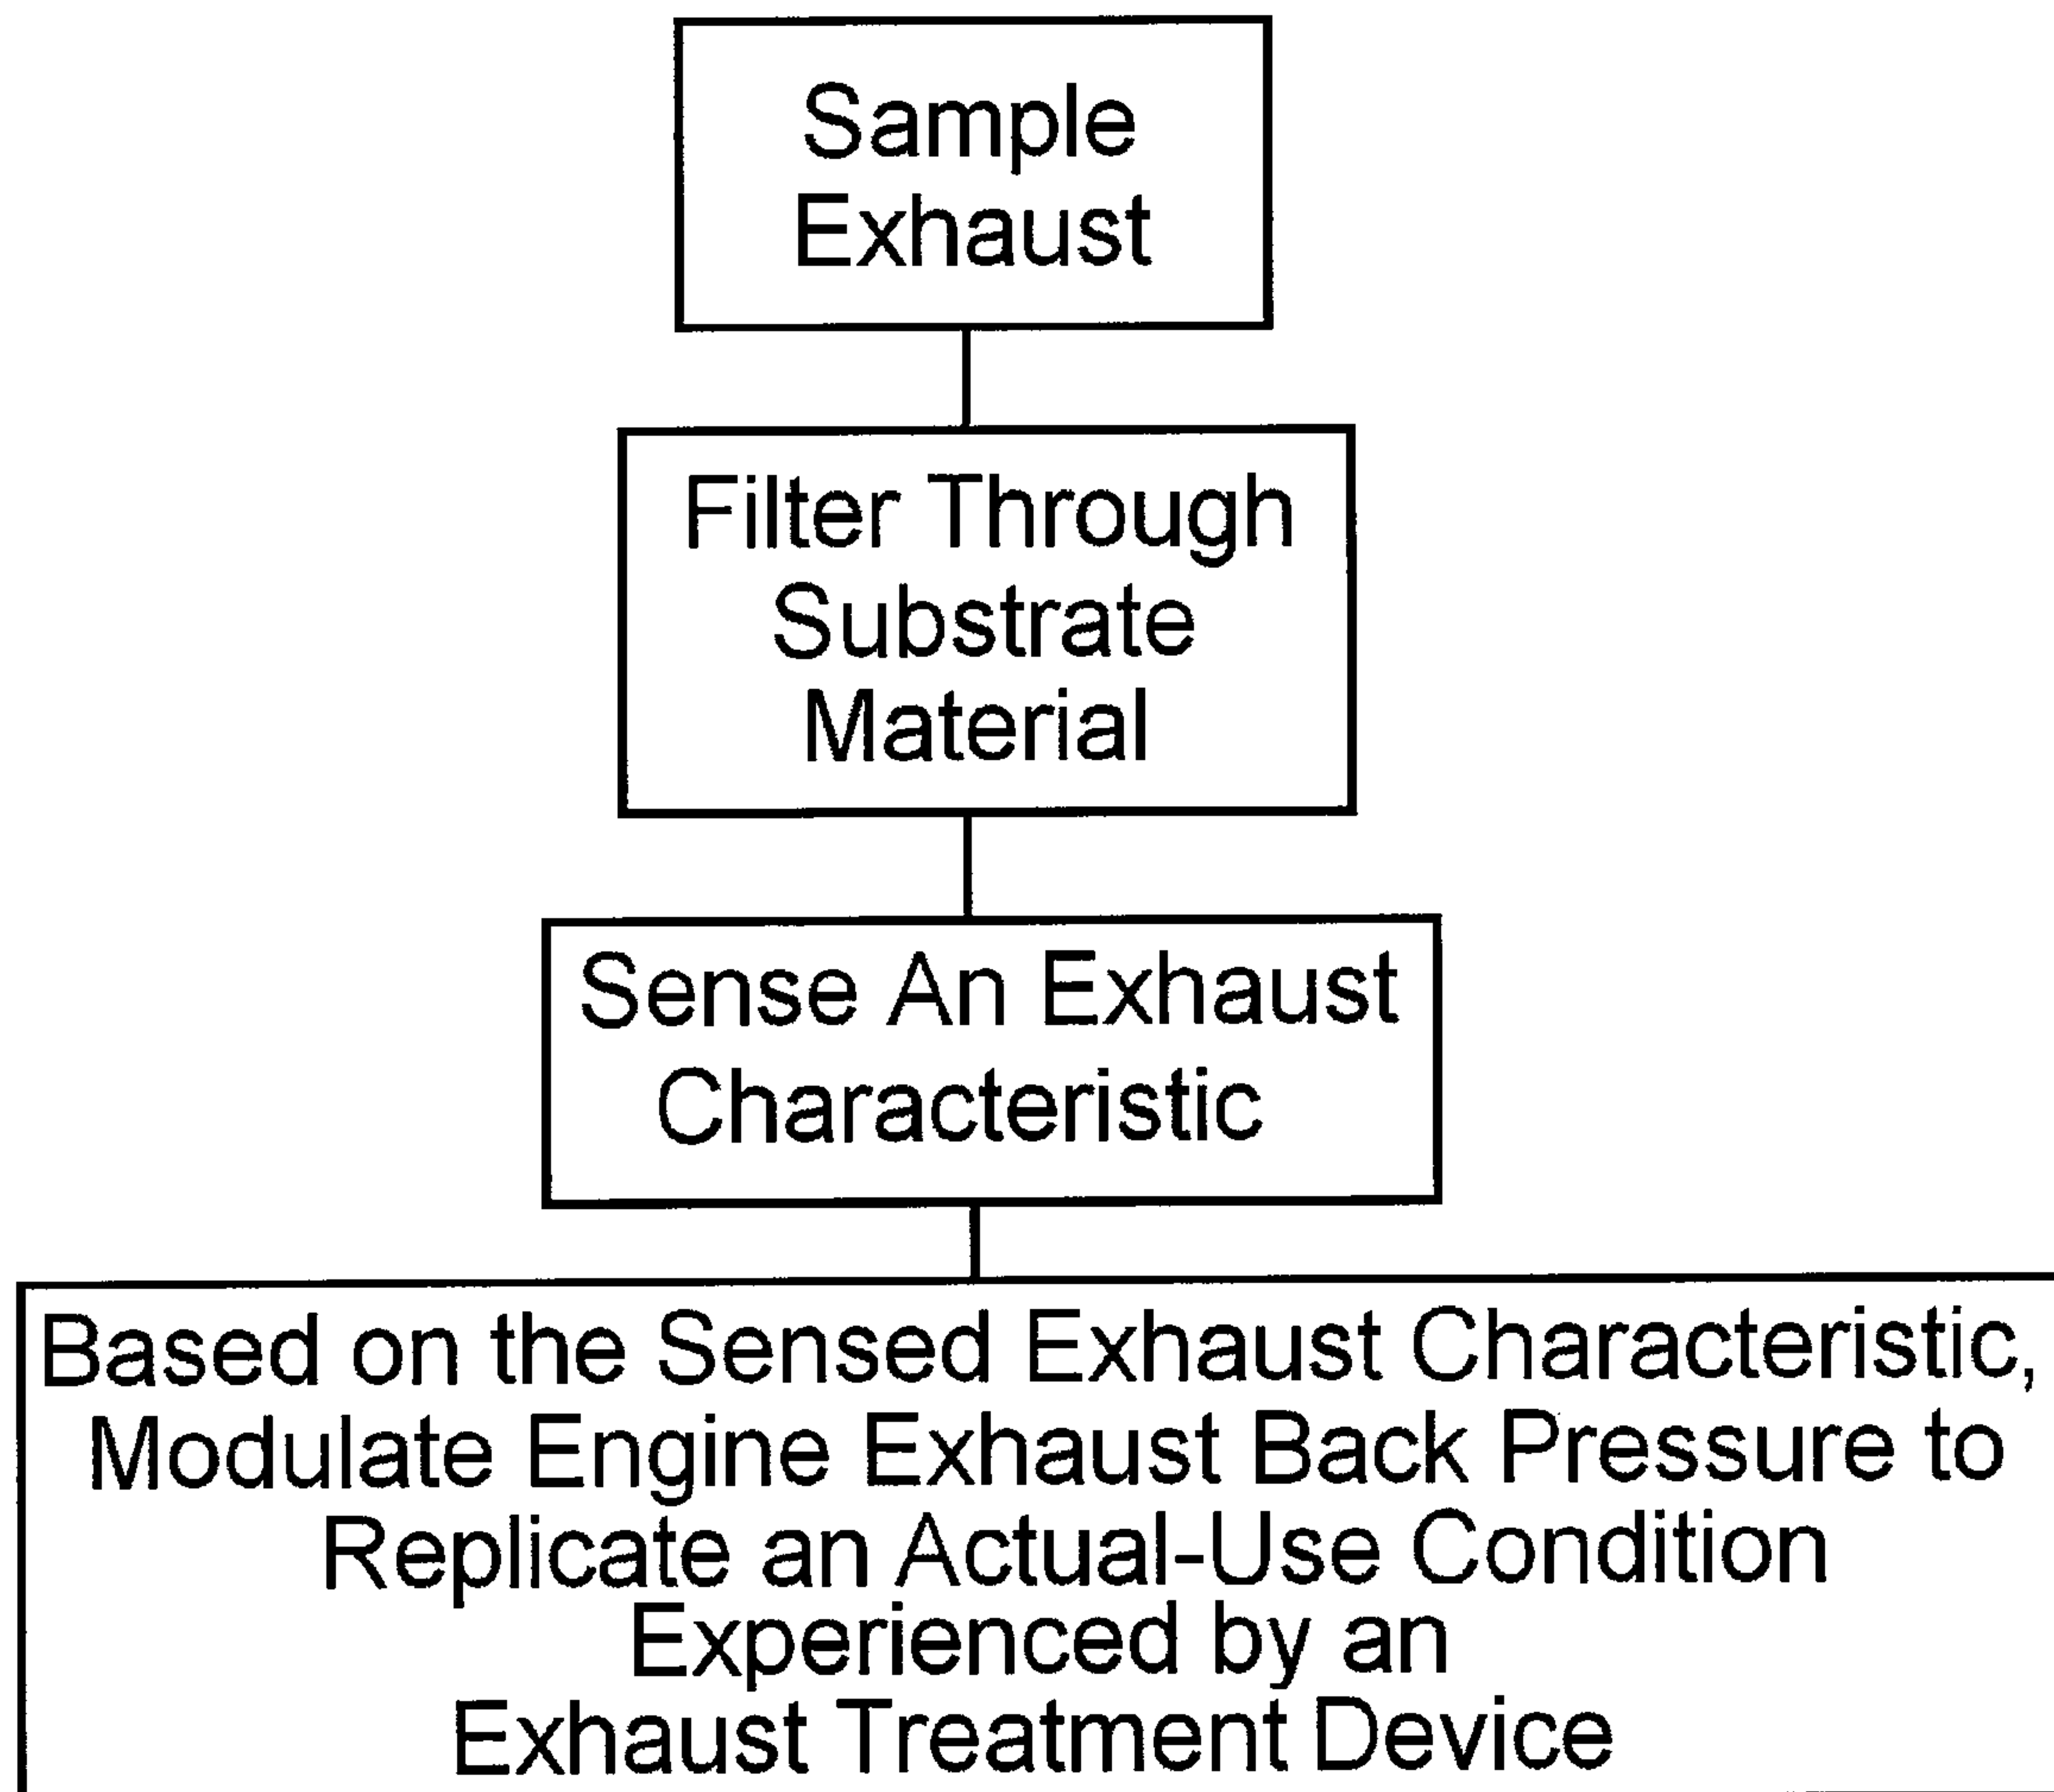 Sample
Exhaust
Filter Through
Substrate
Material
Sense An Exhaust
Characteristic
Based on the Sensed Exhaust Characteristic,
Modulate Engine Exhaust Back Pressure to
Replicate an Actual-Use Condition
Experienced by an
Exhaust Treatment Device